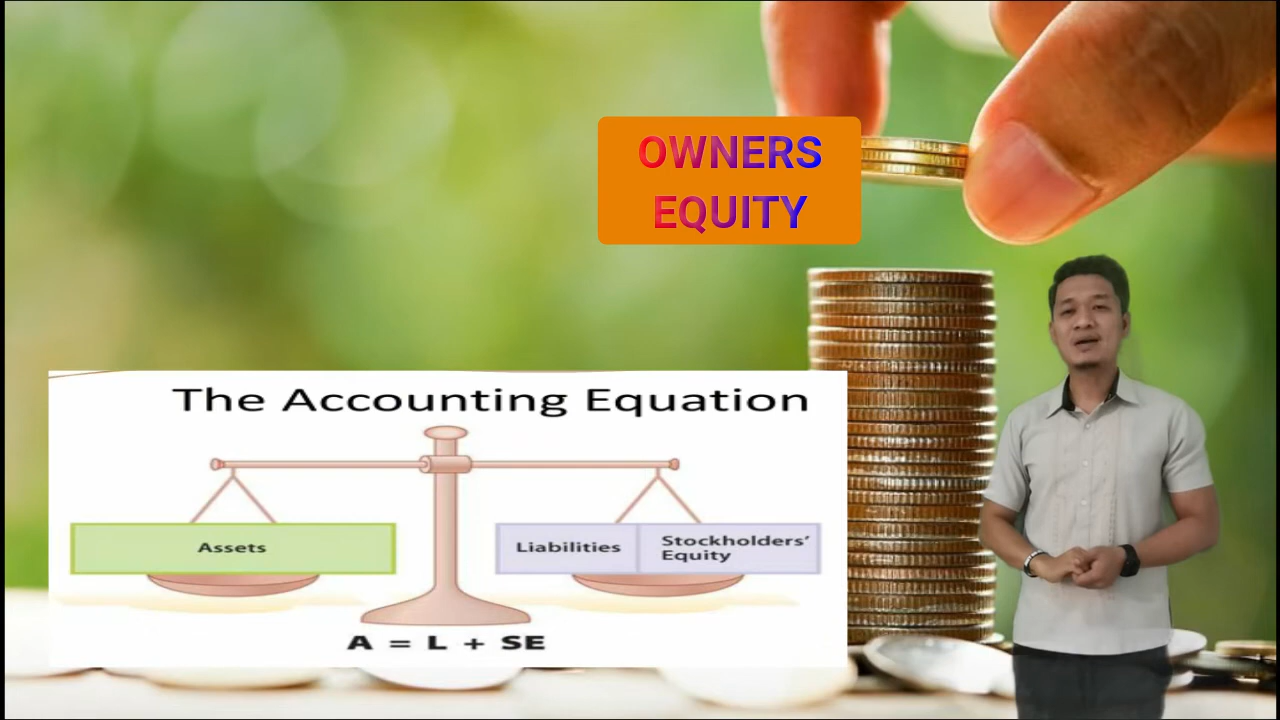 OWNERS
EQUITY
The Accounting Equation
Assets
Liabilities
Stockholders'
Equity
A = L + SE